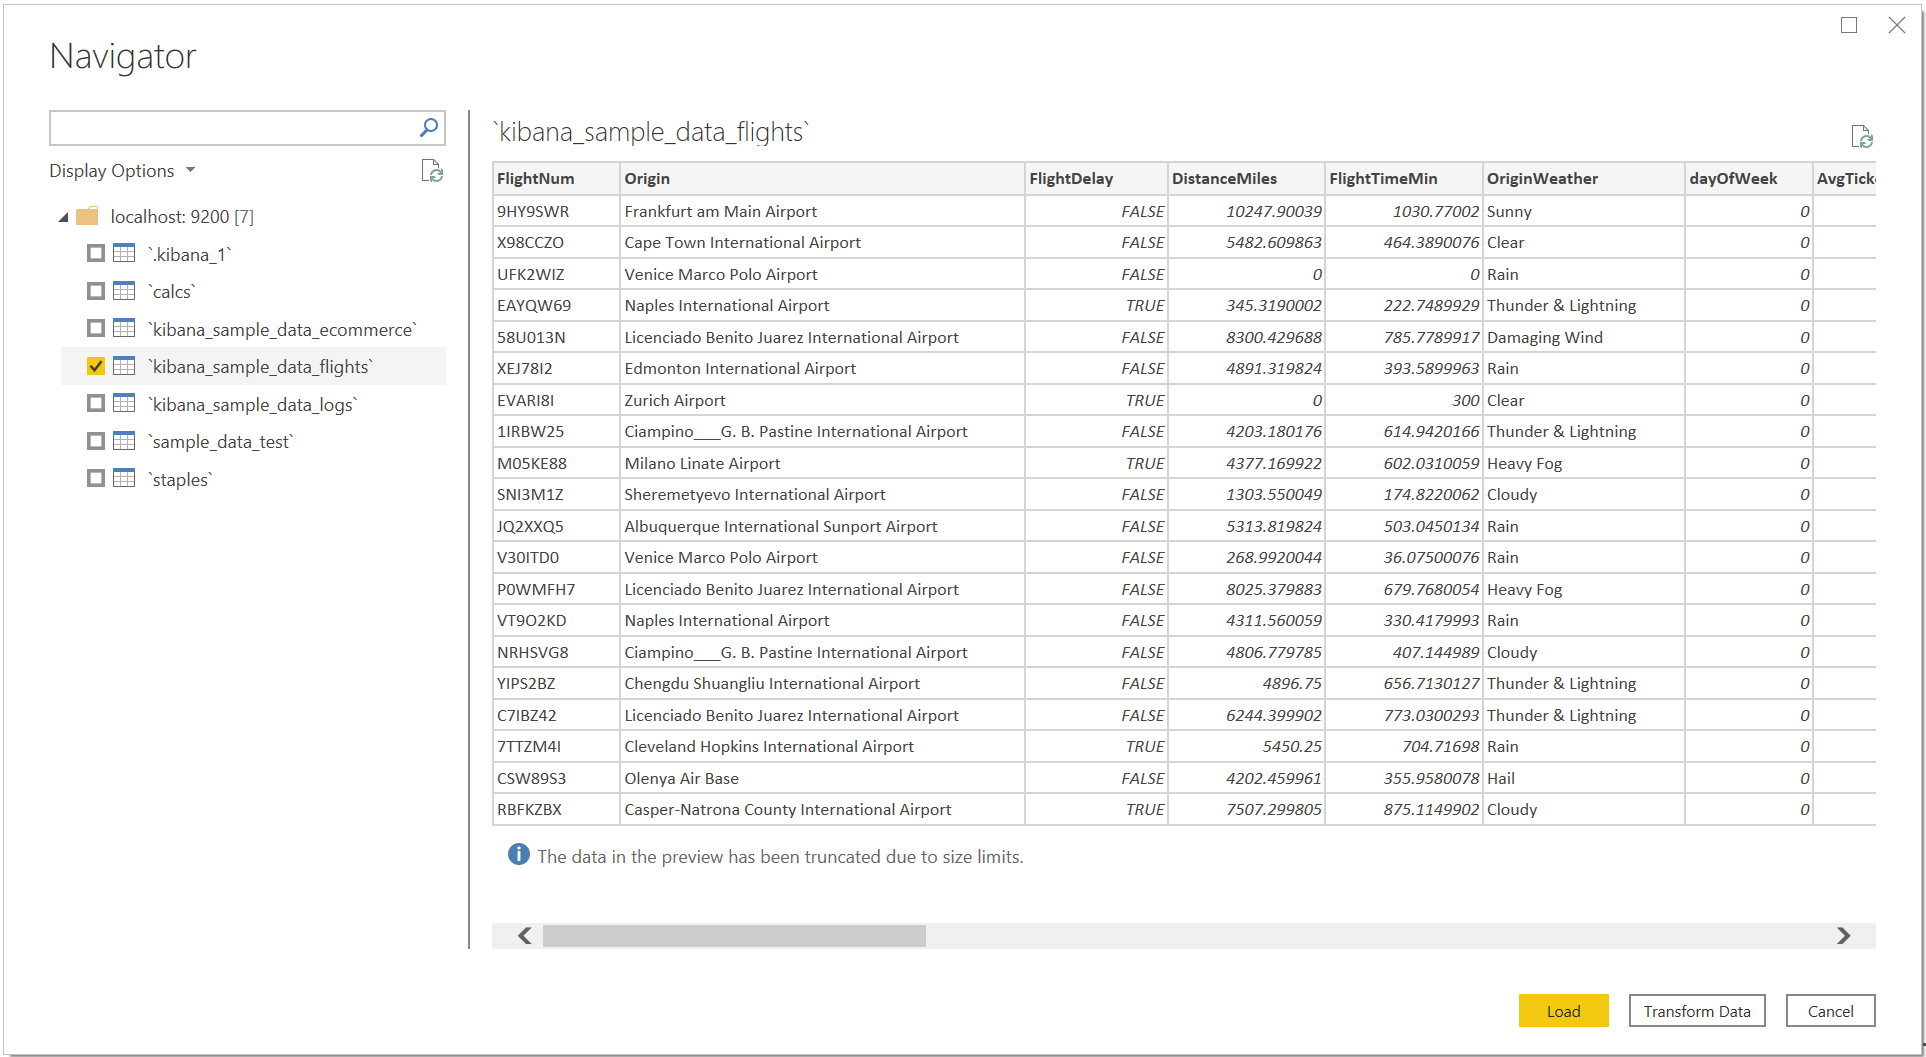 Navigator
Display Options
localhost: 9200 [7]
`.kibana_1`
`calcs`
`kibana_sample_data_ecommerce`
`kibana_sample_data_flights`
`kibana_sample_data_logs`
`sample_data_test`
`staples`
`kibana_sample_data_flights`
FlightNum Origin FlightDelay DistanceMiles FlightTimeMin OriginWeather dayOfWeek AvgTick
9HY9SWR Frankfurt am Main Airport FALSE 10247.90039 1030.77002 Sunny 0
X98CCZO Cape Town International Airport FALSE 5482.609863 464.3890076 Clear 0
UFK2WIZ Venice Marco Polo Airport FALSE 0 0 Rain 0
EAYQW69 Naples International Airport TRUE 345.3190002 222.7489929 Thunder & Lightning 0
58U013N Licenciado Benito Juarez International Airport FALSE 8300.429688 785.7789917 Damaging Wind 0
XEJ78I2 Edmonton International Airport FALSE 4891.319824 393.5899963 Rain 0
EVARI8I Zurich Airport TRUE 0 300 Clear 0
1IRBW25 Ciampino___G. B. Pastine International Airport FALSE 4203.180176 614.9420166 Thunder & Lightning 0
M05KE88 Milano Linate Airport TRUE 4377.169922 602.0310059 Heavy Fog 0
SNI3M1Z Sheremetyevo International Airport FALSE 1303.550049 174.8220062 Cloudy 0
JQ2XXQ5 Albuquerque International Sunport Airport FALSE 5313.819824 503.0450134 Rain 0
V30ITD0 Venice Marco Polo Airport FALSE 268.9920044 36.07500076 Rain 0
P0WMFH7 Licenciado Benito Juarez International Airport FALSE 8025.379883 679.7680054 Heavy Fog 0
VT9O2KD Naples International Airport FALSE 4311.560059 330.4179993 Rain 0
NRHSVG8 Ciampino___G. B. Pastine International Airport FALSE 4806.779785 407.144989 Cloudy 0
YIPS2BZ Chengdu Shuangliu International Airport FALSE 4896.75 656.7130127 Thunder & Lightning 0
C7IBZ42 Licenciado Benito Juarez International Airport FALSE 6244.399902 773.0300293 Thunder & Lightning 0
7TTZM4I Cleveland Hopkins International Airport TRUE 5450.25 704.71698 Rain 0
CSW89S3 Olenya Air Base FALSE 4202.459961 355.9580078 Hail 0
RBFKZBX Casper-Natrona County International Airport TRUE 7507.299805 875.1149902 Cloudy 0
The data in the preview has been truncated due to size limits.
Load Transform Data Cancel